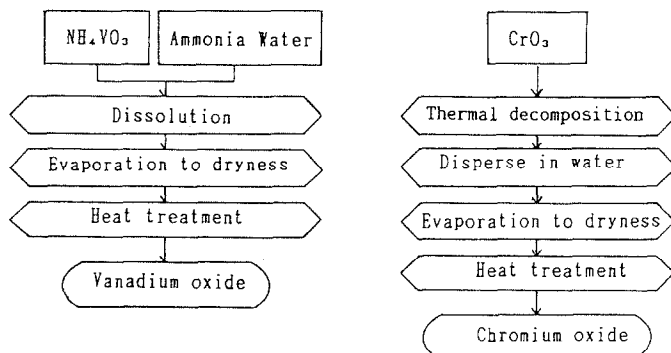 NH₄VO₃
Ammonia Water
Dissolution
Evaporation to dryness
Heat treatment
Vanadium oxide
CrO₃
Thermal decomposition
Disperse in water
Evaporation to dryness
Heat treatment
Chromium oxide